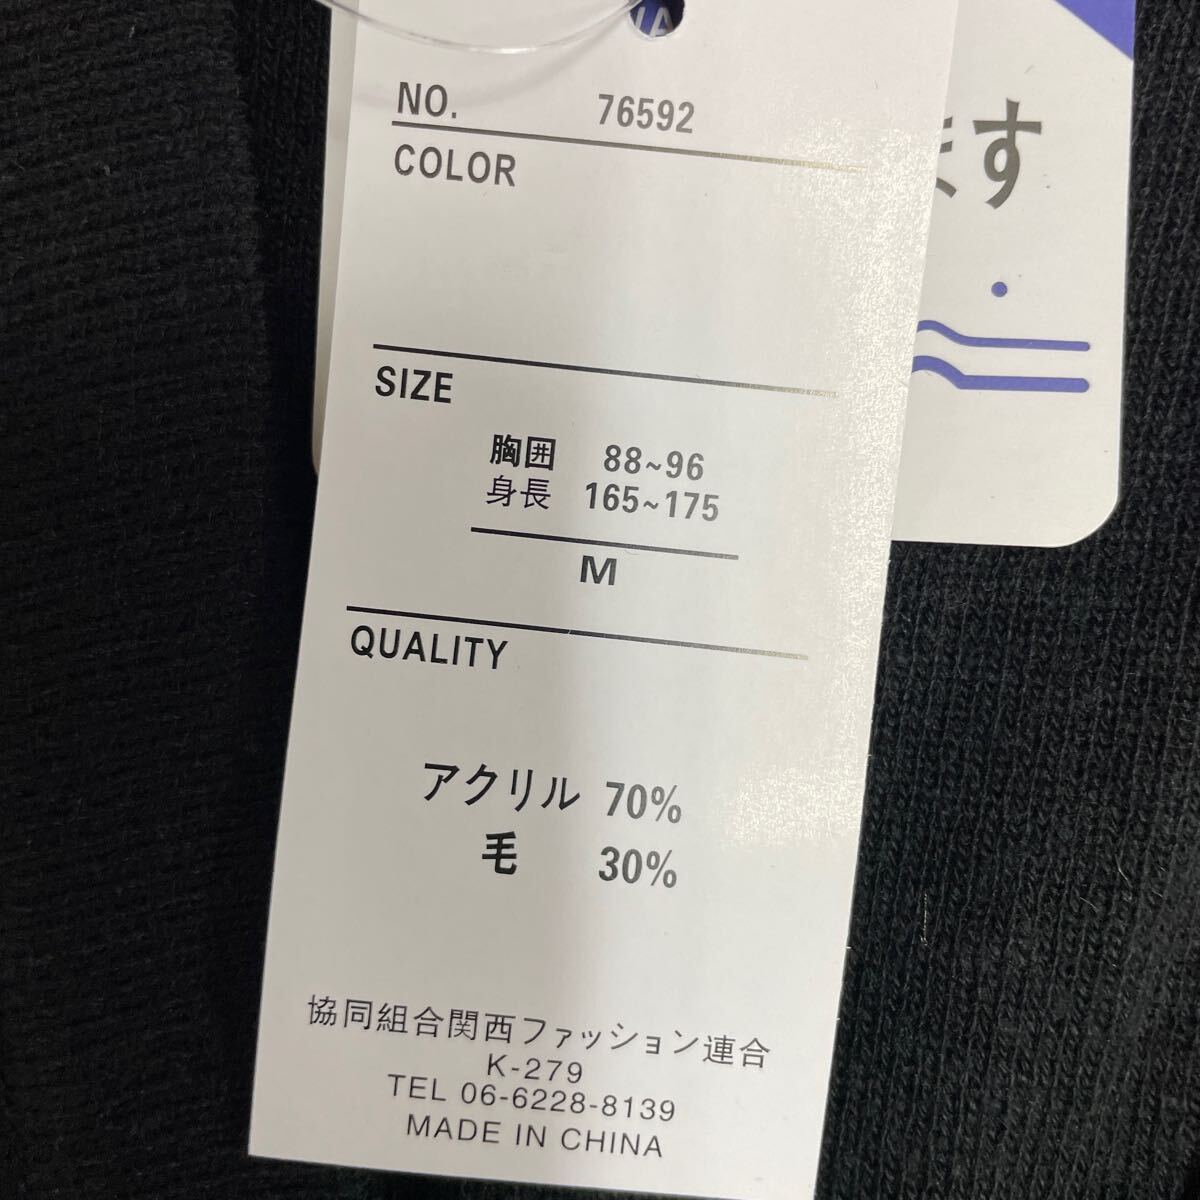 NO. 76592
COLOR
SIZE
胸囲 88~96
身長 165~175
M
QUALITY
アクリル 70%
毛 30%
協同組合関西ファッション連合
K-279
TEL 06-6228-8139
MADE IN CHINA
ます